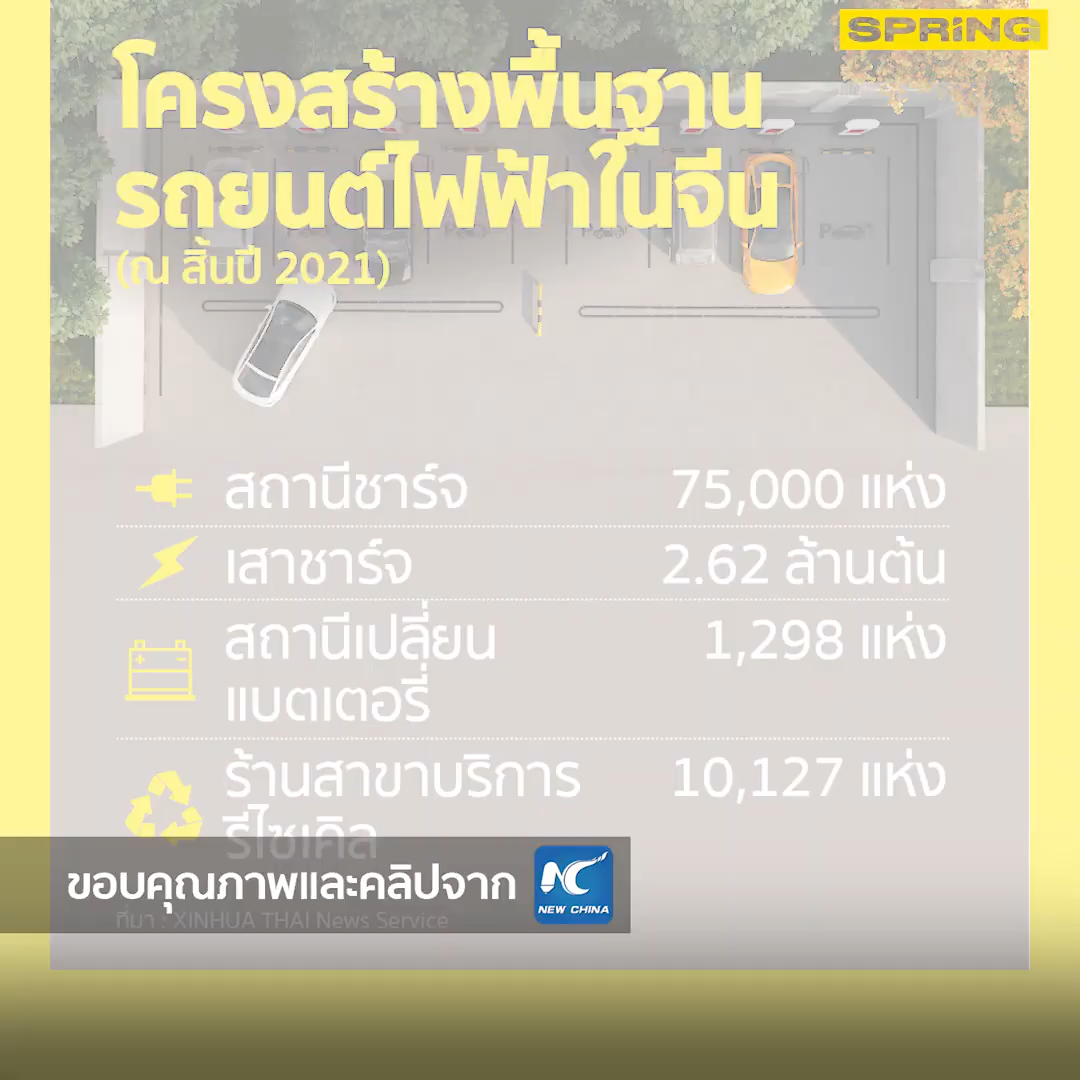 SPRiNG
โครงสร้างพื้นฐาน
รถยนต์ไฟฟ้าในจีน
(ณ สิ้นปี 2021)
สถานีชาร์จ 75,000 แห่ง
เสาชาร์จ 2.62 ล้านต้น
สถานีเปลี่ยน 1,298 แห่ง
แบตเตอรี่
ร้านสาขาบริการ 10,127 แห่ง
รีไซเคิล
ขอบคุณภาพและคลิปจาก
NEW CHINA
ที่มา : XINHUA THAI News Service